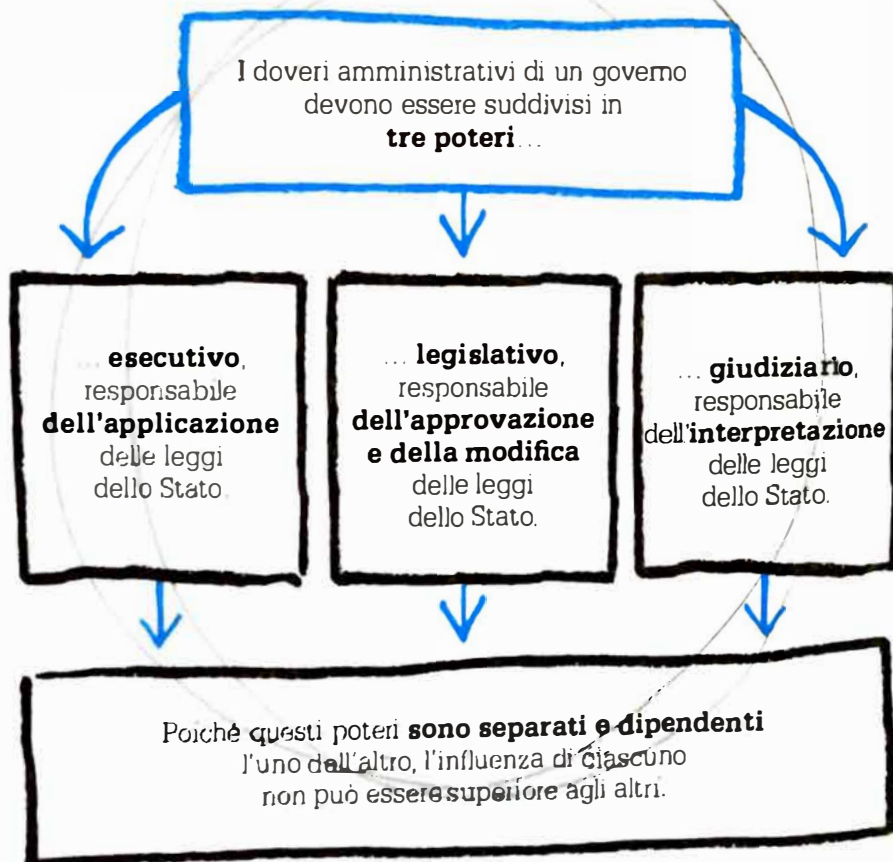 I doveri amministrativi di un governo
devono essere suddivisi in
tre poteri...
... esecutivo,
responsabile
dell'applicazione
delle leggi
dello Stato.
... legislativo,
responsabile
dell'approvazione
e della modifica
delle leggi
dello Stato.
... giudiziario,
responsabile
dell'interpretazione
delle leggi
dello Stato.
Poiché questi poteri sono separati e dipendenti
l'uno dall'altro, l'influenza di ciascuno
non può essere superiore agli altri.